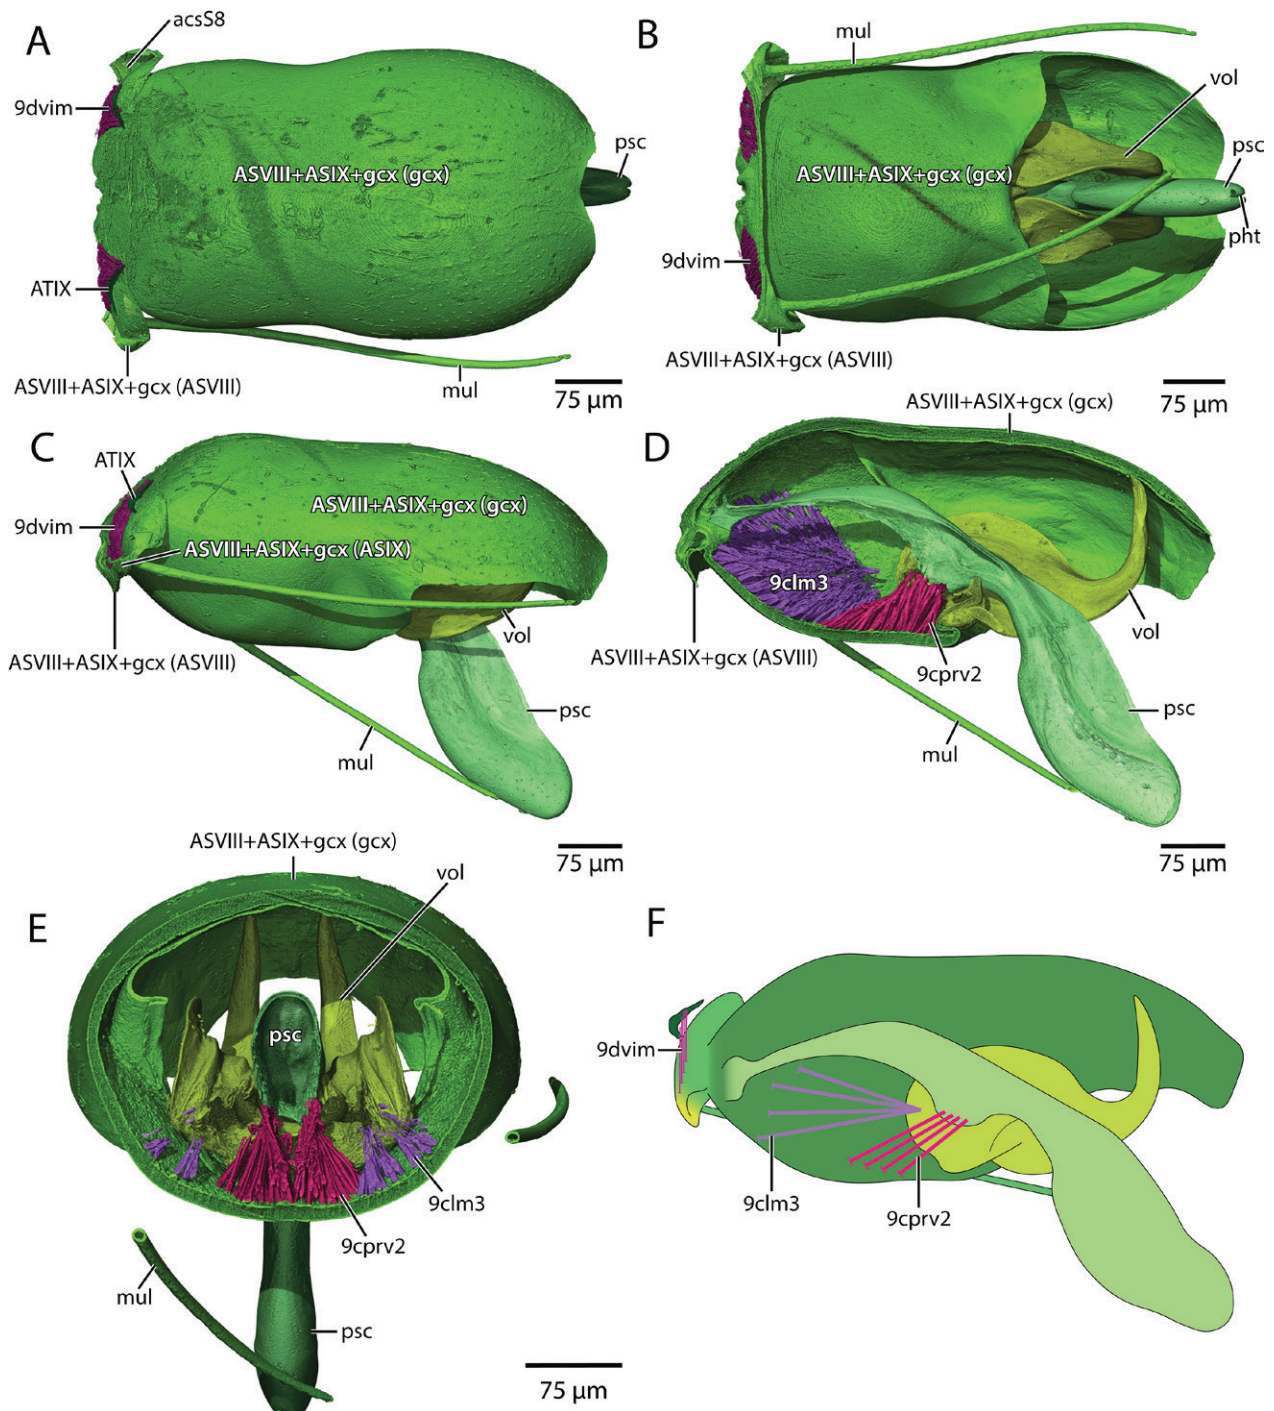 A
acsS8
9dvim
ASVIII+ASIX+gcx (gcx)
psc
ATIX
ASVIII+ASIX+gcx (ASVIII)
mul
75 µm
B
mul
vol
psc
ASVIII+ASIX+gcx (gcx)
pht
9dvim
ASVIII+ASIX+gcx (ASVIII)
75 µm
C
ATIX
ASVIII+ASIX+gcx (gcx)
9dvim
ASVIII+ASIX+gcx (ASIX)
vol
ASVIII+ASIX+gcx (ASVIII)
psc
mul
75 µm
D
ASVIII+ASIX+gcx (gcx)
9clm3
vol
ASVIII+ASIX+gcx (ASVIII)
9cprv2
psc
mul
75 µm
E
ASVIII+ASIX+gcx (gcx)
vol
psc
9clm3
9cprv2
mul
psc
75 µm
F
9dvim
9clm3
9cprv2